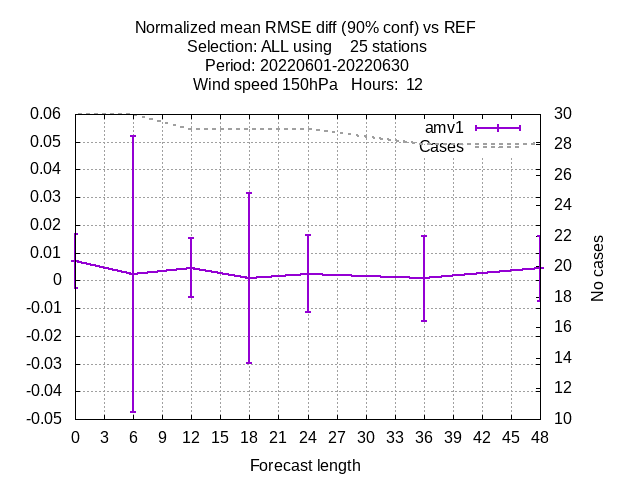 Normalized mean RMSE diff (90% conf) vs REF
Selection: ALL using    25 stations
Period: 20220601-20220630
Wind speed 150hPa   Hours:  12
amv1
Cases
0.06
0.05
0.04
0.03
0.02
0.01
0
-0.01
-0.02
-0.03
-0.04
-0.05
30
28
26
24
22
20
18
16
14
12
10
No cases
0 3 6 9 12 15 18 21 24 27 30 33 36 39 42 45 48
Forecast length